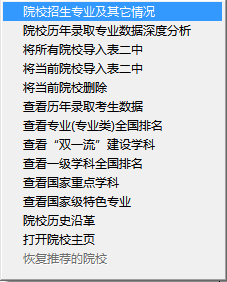 院校招生专业及其它情况
院校历年录取专业数据深度分析
将所有院校导入表二中
将当前院校导入表二中
将当前院校删除
查看历年录取考生数据
查看专业(专业类)全国排名
查看“双一流”建设学科
查看一级学科全国排名
查看国家重点学科
查看国家级特色专业
院校历史沿革
打开院校主页
恢复推荐的院校